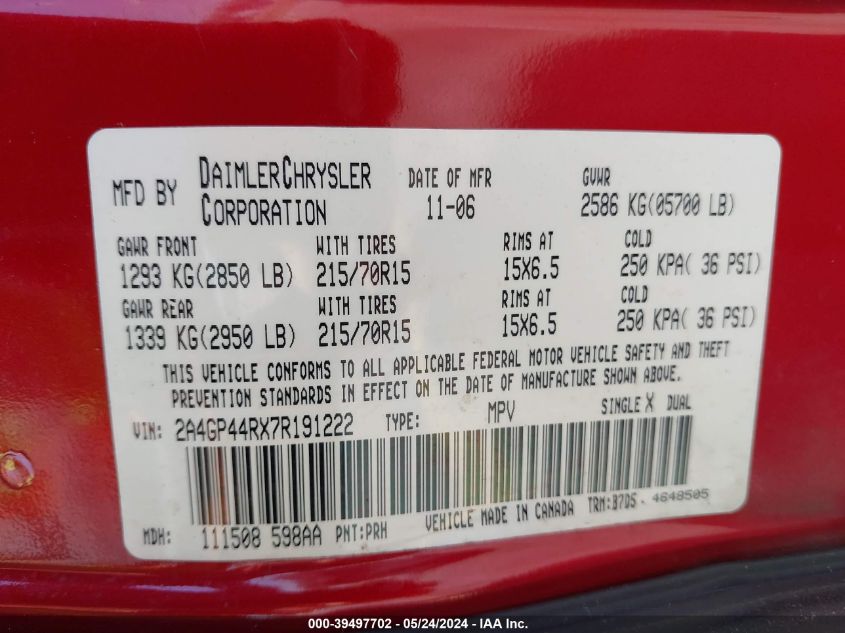 MFD BY DAIMLERCHRYSLER CORPORATION DATE OF MFR 11-06 GVWR 2586 KG(05700 LB)
GAWR FRONT WITH TIRES RIMS AT COLD
1293 KG(2850 LB) 215/70R15 15X6.5 250 KPA( 36 PSI)
GAWR REAR WITH TIRES RIMS AT COLD
1339 KG(2950 LB) 215/70R15 15X6.5 250 KPA( 36 PSI)
THIS VEHICLE CONFORMS TO ALL APPLICABLE FEDERAL MOTOR VEHICLE SAFETY AND THEFT
PREVENTION STANDARDS IN EFFECT ON THE DATE OF MANUFACTURE SHOWN ABOVE.
VIN: 2A4GP44RX7R191222 TYPE: MPV SINGLE X DUAL
MDH: 111508 598AA PNT:PRH VEHICLE MADE IN CANADA TRM:B7D5 - 4648505
000-39497702 - 05/24/2024 - © IAA Inc.